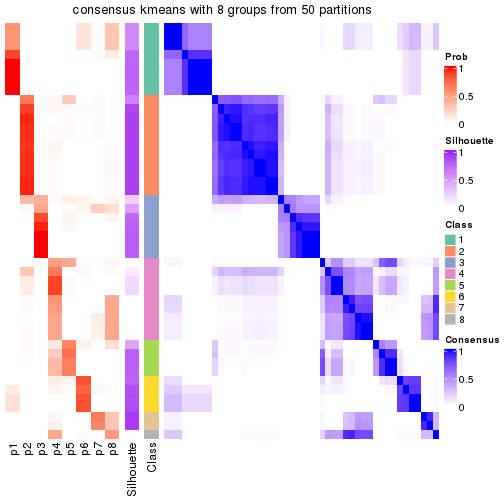 consensus kmeans with 8 groups from 50 partitions
Prob
1
0.5
0
Silhouette
1
0.5
0
Class
1
2
3
4
5
6
7
8
Consensus
1
0.5
0
p1
p2
p3
p4
p5
p6
p7
p8
Silhouette
Class